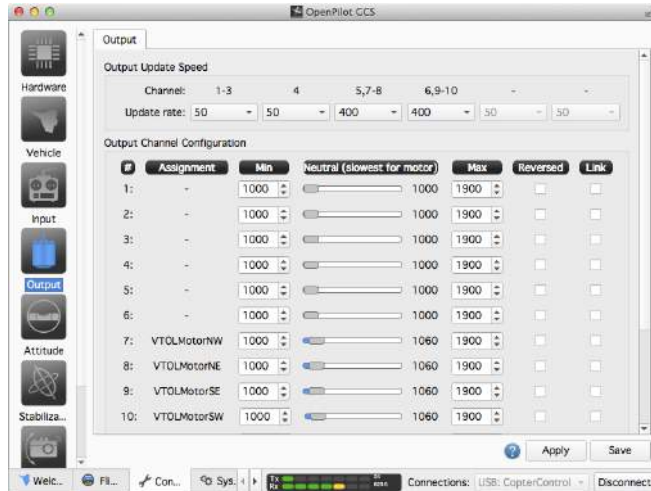 OpenPilot GCS
Hardware
Vehicle
Input
Output
Attitude
Stabiliza...
Output
Output Update Speed
Channel: 1-3 4 5,7-8 6,9-10 - -
Update rate: 50 50 400 400 50 50
Output Channel Configuration
# Assignment Min Neutral (slowest for motor) Max Reversed Link
1: - 1000 1000 1900
2: - 1000 1000 1900
3: - 1000 1000 1900
4: - 1000 1000 1900
5: - 1000 1000 1900
6: - 1000 1000 1900
7: VTOLMotorNW 1000 1060 1900
8: VTOLMotorNE 1000 1060 1900
9: VTOLMotorSE 1000 1060 1900
10: VTOLMotorSW 1000 1060 1900
? Apply Save
Welc... Fli... Con... Sys. Tx Rx Connections: USB: CopterControl Disconnect